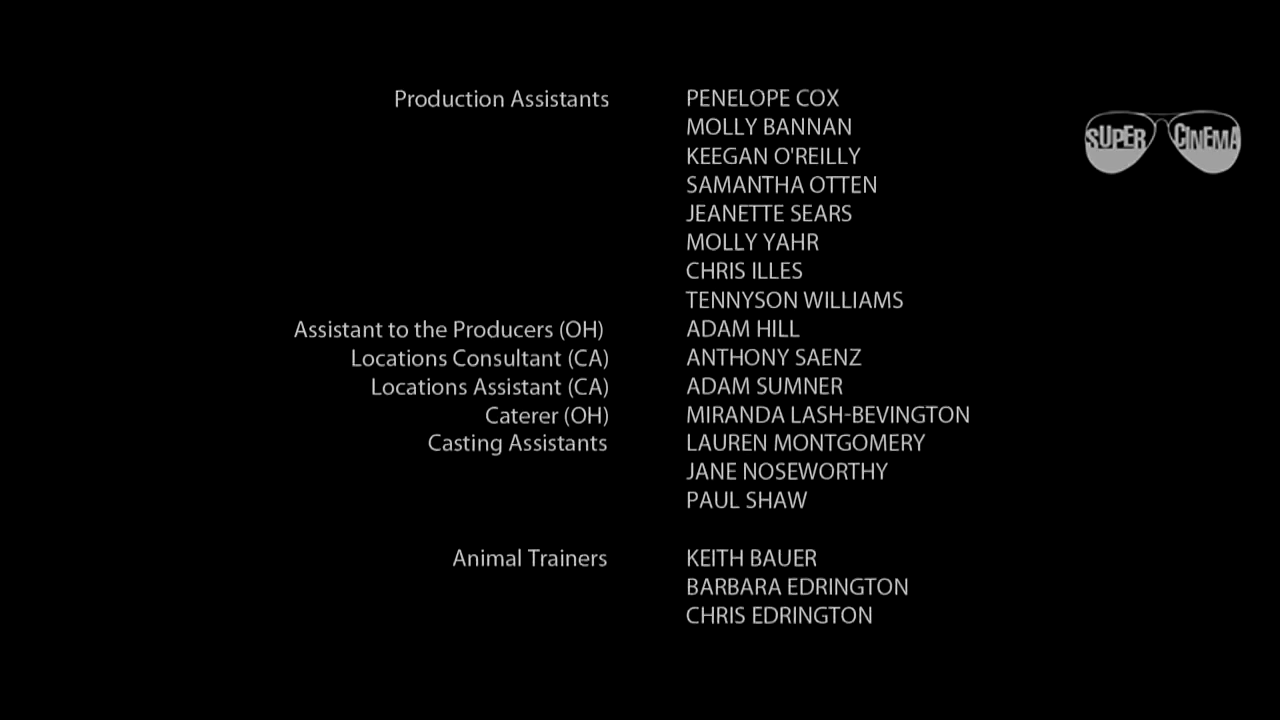 Production Assistants PENELOPE COX
MOLLY BANNAN
KEEGAN O'REILLY
SAMANTHA OTTEN
JEANETTE SEARS
MOLLY YAHR
CHRIS ILLES
TENNYSON WILLIAMS
Assistant to the Producers (OH) ADAM HILL
Locations Consultant (CA) ANTHONY SAENZ
Locations Assistant (CA) ADAM SUMNER
Caterer (OH) MIRANDA LASH-BEVINGTON
Casting Assistants LAUREN MONTGOMERY
JANE NOSEWORTHY
PAUL SHAW
Animal Trainers KEITH BAUER
BARBARA EDRINGTON
CHRIS EDRINGTON
SUPER CINEMA